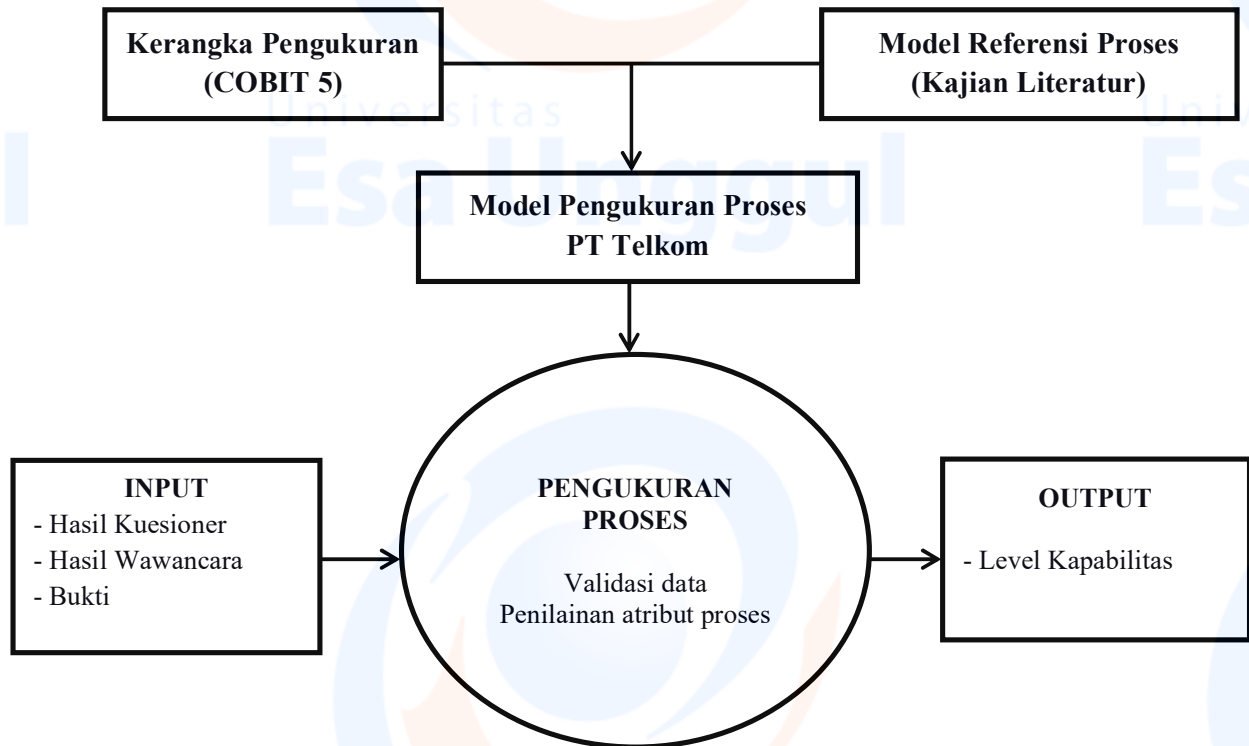 Kerangka Pengukuran
(COBIT 5)
Model Referensi Proses
(Kajian Literatur)
Universitas
Esa Unggul
Model Pengukuran Proses
PT Telkom
INPUT
- Hasil Kuesioner
- Hasil Wawancara
- Bukti
PENGUKURAN
PROSES
Validasi data
Penilainan atribut proses
OUTPUT
- Level Kapabilitas